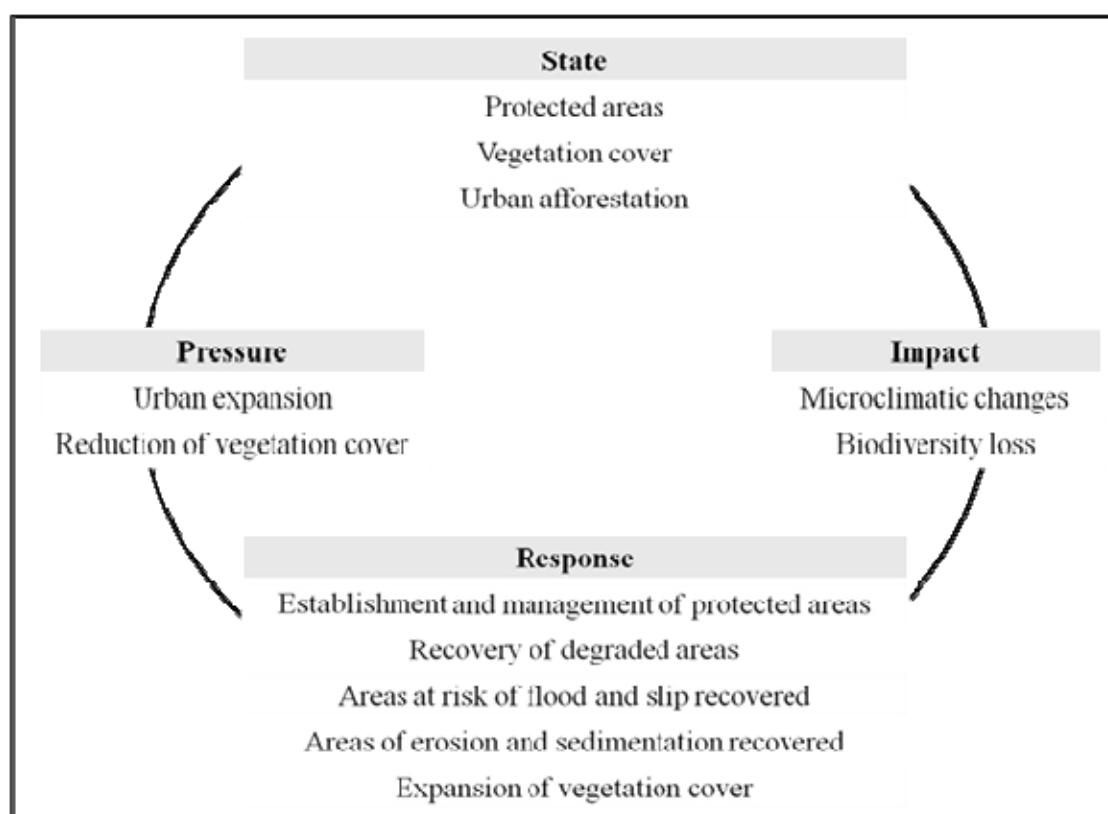 State
Protected areas
Vegetation cover
Urban afforestation
Pressure
Urban expansion
Reduction of vegetation cover
Impact
Microclimatic changes
Biodiversity loss
Response
Establishment and management of protected areas
Recovery of degraded areas
Areas at risk of flood and slip recovered
Areas of erosion and sedimentation recovered
Expansion of vegetation cover